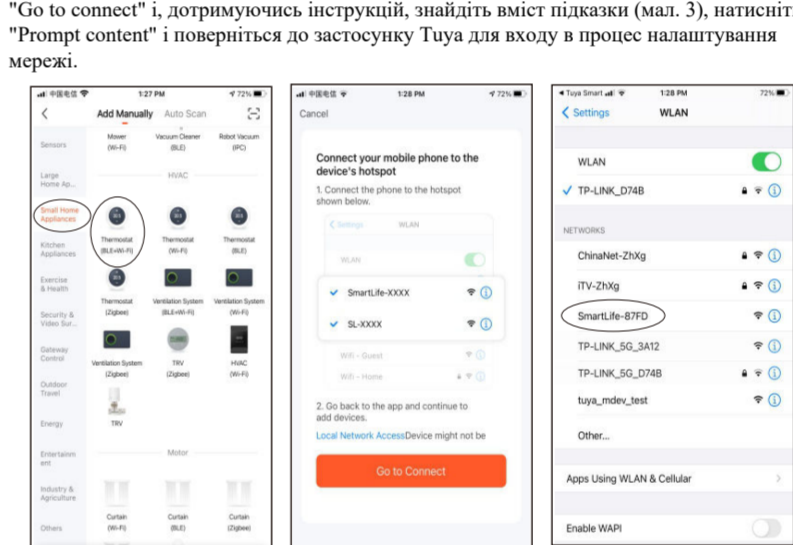 "Go to connect" і, дотримуючись інструкцій, знайдіть вміст підказки (мал. 3), натисніт
"Prompt content" і поверніться до застосунку Tuya для входу в процес налаштування
мережі.
中国电信
1:27 PM
72%
Add Manually Auto Scan
Sensors
Large
Home Ap...
Small Home
Appliances
Kitchen
Appliances
Exercise
& Health
Security &
Video Sur...
Gateway
Control
Outdoor
Travel
Energy
Entertainm
ent
Industry &
Agriculture
Others
Mower
(Wi-Fi)
Vacuum Cleaner
(BLE)
Robot Vacuum
(IPC)
HVAC
Thermostat
(BLE+Wi-Fi)
Thermostat
(Wi-Fi)
Thermostat
(BLE)
Thermostat
(Zigbee)
Ventilation System
(BLE+Wi-Fi)
Ventilation System
(Wi-Fi)
Ventilation System
(Zigbee)
TRV
(Zigbee)
HVAC
(Wi-Fi)
TRV
Motor
Curtain
(Wi-Fi)
Curtain
(BLE)
Curtain
(Zigbee)
中国电信
1:28 PM
72%
Cancel
Connect your mobile phone to the
device's hotspot
1. Connect the phone to the hotspot
shown below.
Settings WLAN
WLAN
SmartLife-XXXX
SL-XXXX
Wifi - Guest
Wifi - Home
2. Go back to the app and continue to
add devices.
Local Network AccessDevice might not be
Go to Connect
Tuya Smart
1:28 PM
72%
Settings WLAN
WLAN
TP-LINK_D74B
NETWORKS
ChinaNet-ZhXg
iTV-ZhXg
SmartLife-87FD
TP-LINK_5G_3A12
TP-LINK_5G_D74B
tuya_mdev_test
Other...
Apps Using WLAN & Cellular
Enable WAPI